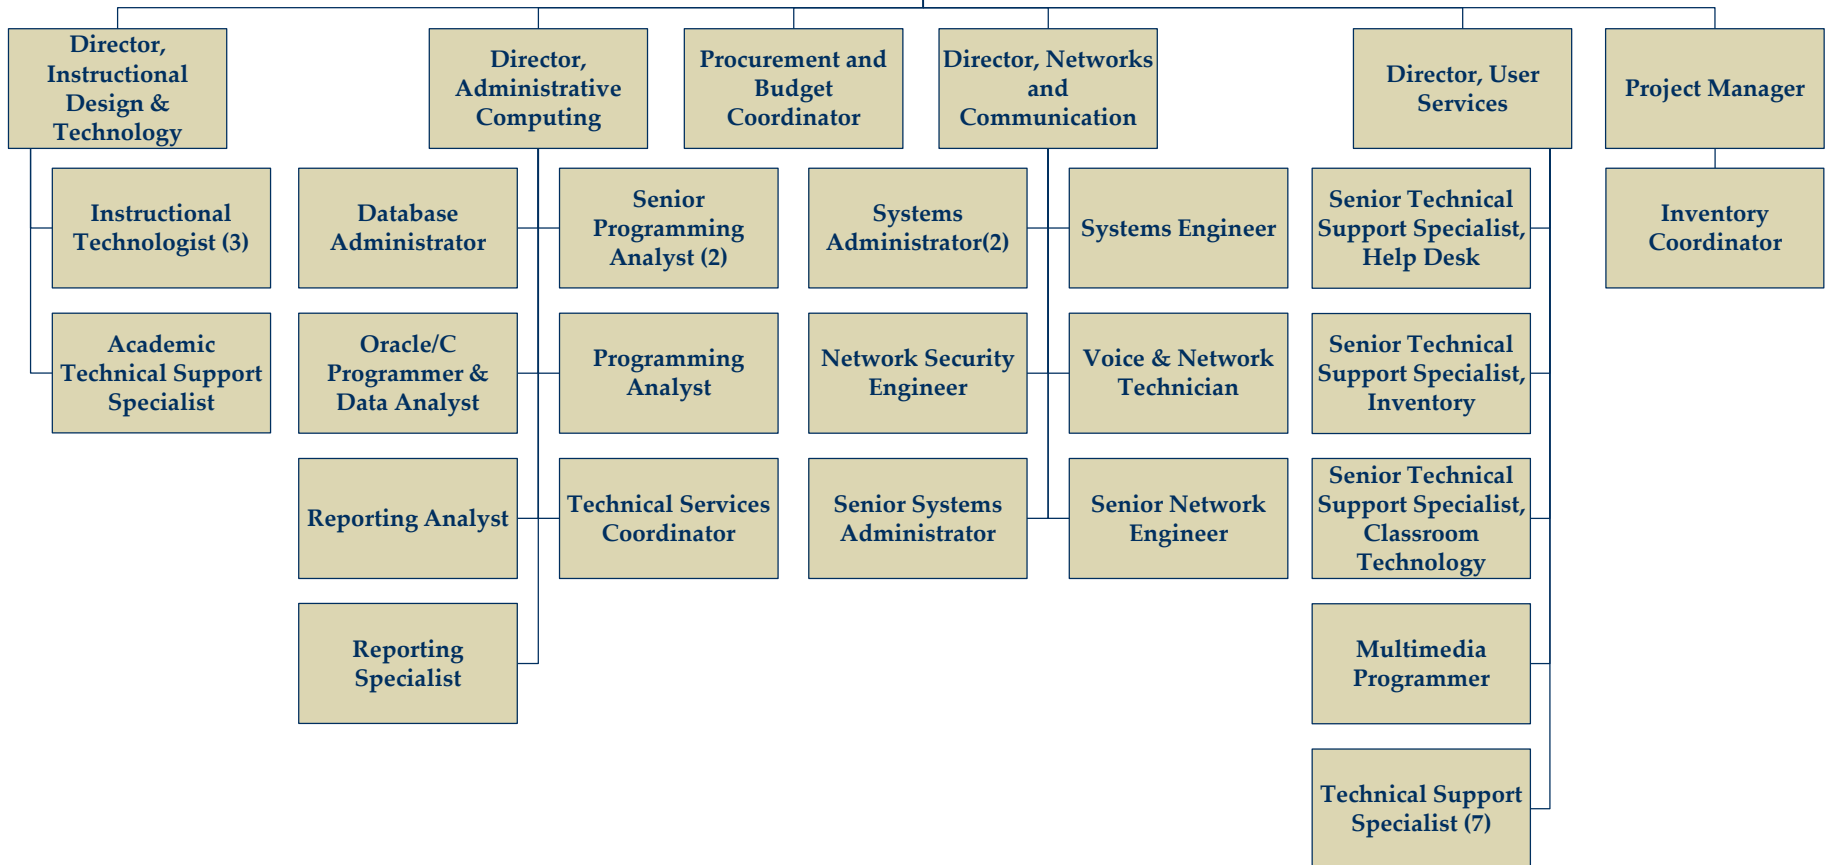 Director,
Instructional
Design &
Technology
Director,
Administrative
Computing
Procurement and
Budget
Coordinator
Director, Networks
and
Communication
Director, User
Services
Project Manager
Instructional
Technologist (3)
Database
Administrator
Senior
Programming
Analyst (2)
Systems
Administrator(2)
Systems Engineer
Senior Technical
Support Specialist,
Help Desk
Inventory
Coordinator
Academic
Technical Support
Specialist
Oracle/C
Programmer &
Data Analyst
Programming
Analyst
Network Security
Engineer
Voice & Network
Technician
Senior Technical
Support Specialist,
Inventory
Reporting Analyst
Technical Services
Coordinator
Senior Systems
Administrator
Senior Network
Engineer
Senior Technical
Support Specialist,
Classroom
Technology
Reporting
Specialist
Multimedia
Programmer
Technical Support
Specialist (7)